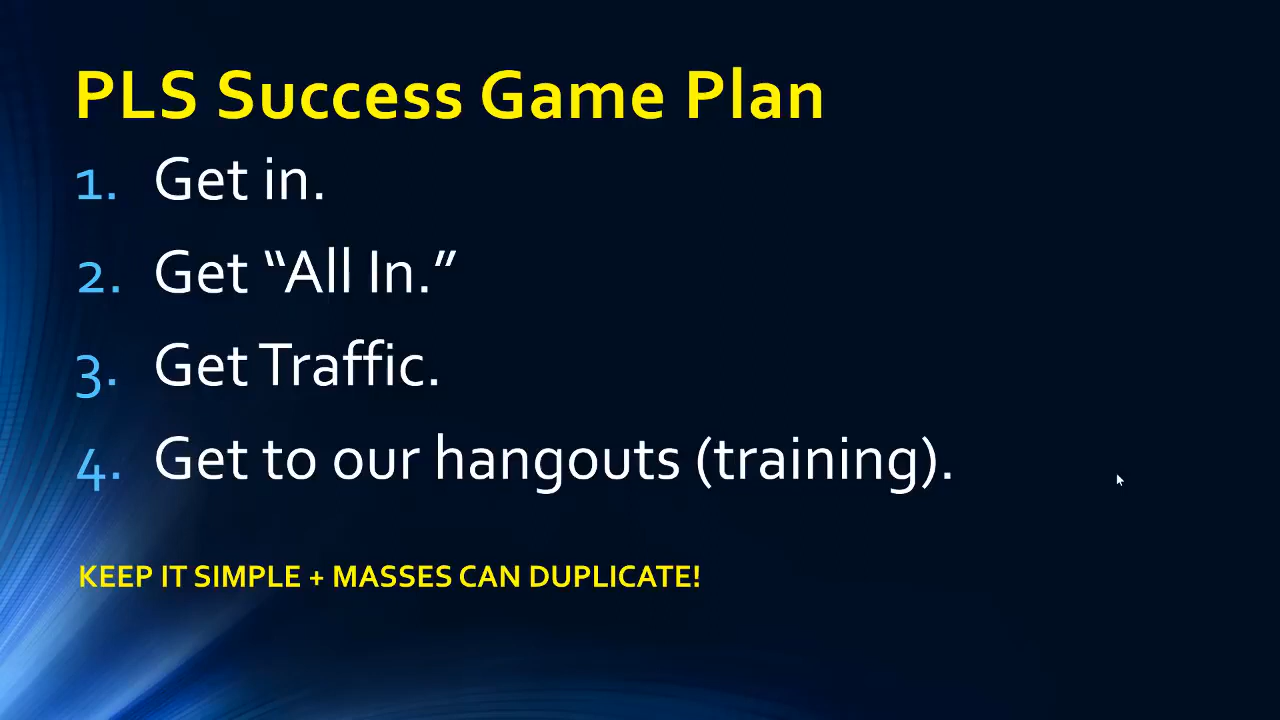 PLS Success Game Plan
1. Get in.
2. Get “All In.”
3. Get Traffic.
4. Get to our hangouts (training).
KEEP IT SIMPLE + MASSES CAN DUPLICATE!